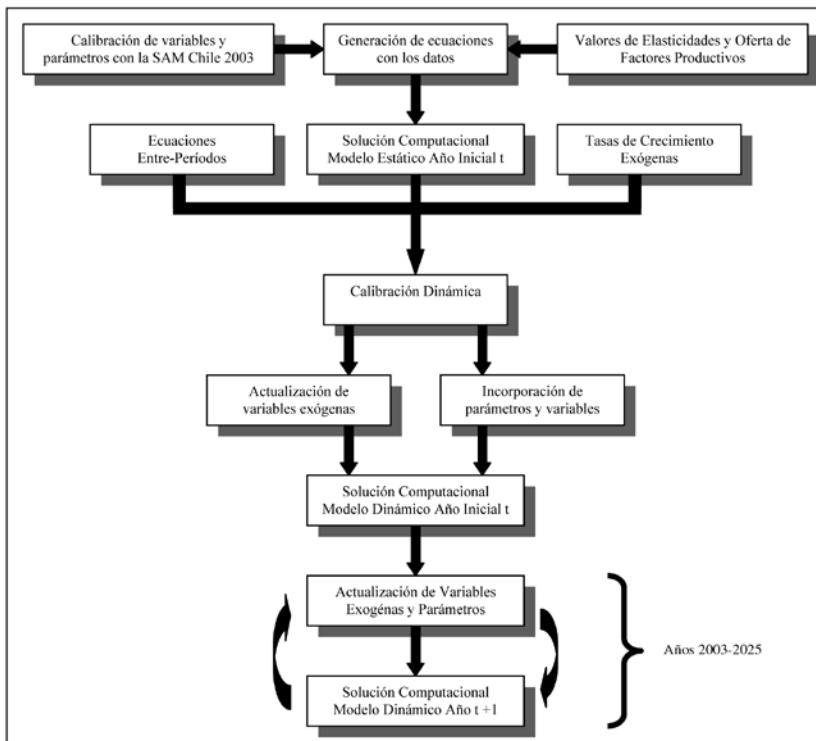 Calibración de variables y
parámetros con la SAM Chile 2003
Generación de ecuaciones
con los datos
Valores de Elasticidades y Oferta de
Factores Productivos
Ecuaciones
Entre-Períodos
Solución Computacional
Modelo Estático Año Inicial t
Tasas de Crecimiento
Exógenas
Calibración Dinámica
Actualización de
variables exógenas
Incorporación de
parámetros y variables
Solución Computacional
Modelo Dinámico Año Inicial t
Actualización de Variables
Exogénas y Parámetros
Años 2003-2025
Solución Computacional
Modelo Dinámico Año t +1